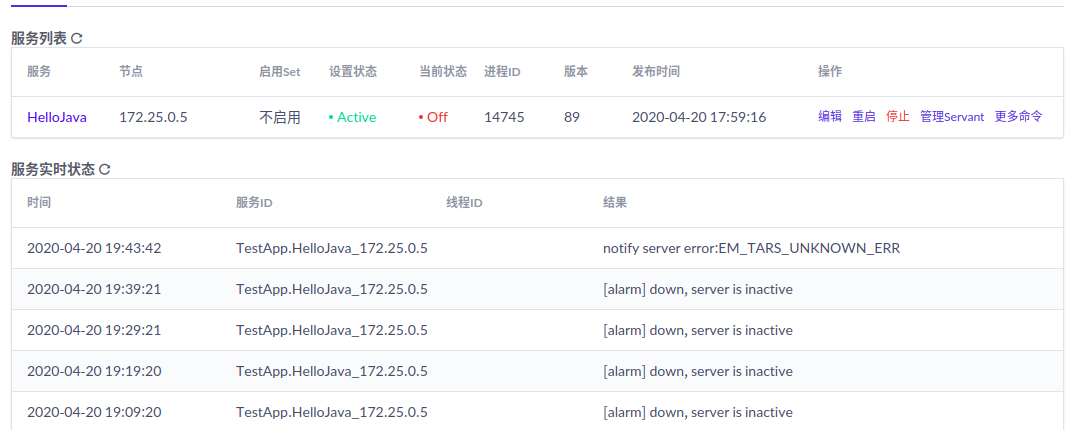 服务列表
服务 节点 启用Set 设置状态 当前状态 进程ID 版本 发布时间 操作
HelloJava 172.25.0.5 不启用 Active Off 14745 89 2020-04-20 17:59:16 编辑 重启 停止 管理Servant 更多命令
服务实时状态
时间 服务ID 线程ID 结果
2020-04-20 19:43:42 TestApp.HelloJava_172.25.0.5 notify server error:EM_TARS_UNKNOWN_ERR
2020-04-20 19:39:21 TestApp.HelloJava_172.25.0.5 [alarm] down, server is inactive
2020-04-20 19:29:21 TestApp.HelloJava_172.25.0.5 [alarm] down, server is inactive
2020-04-20 19:19:20 TestApp.HelloJava_172.25.0.5 [alarm] down, server is inactive
2020-04-20 19:09:20 TestApp.HelloJava_172.25.0.5 [alarm] down, server is inactive